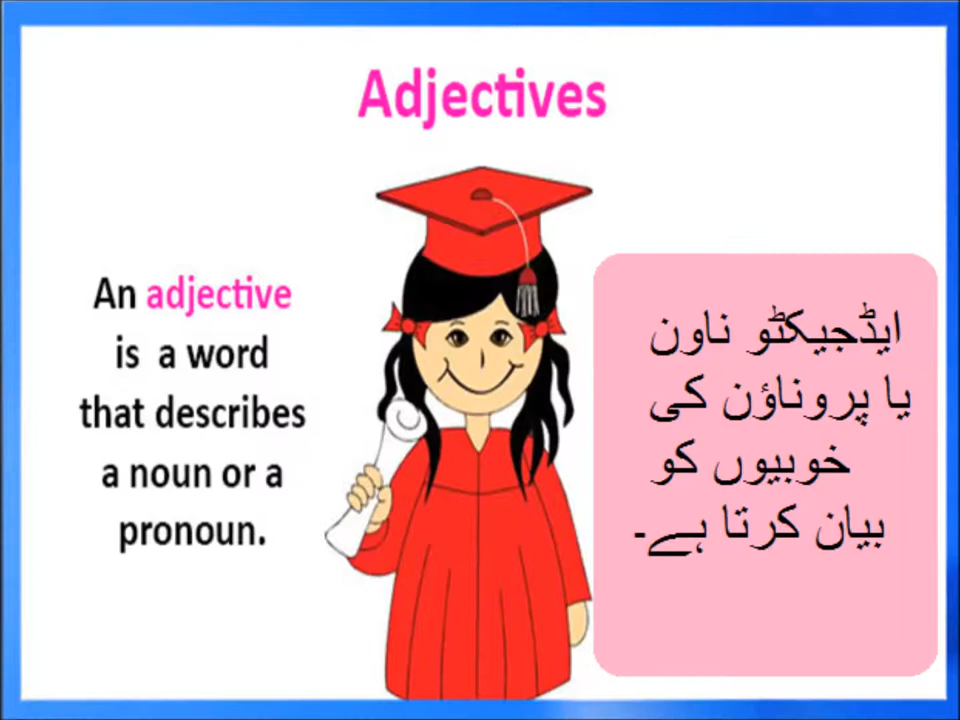 Adjectives
An adjective
is a word
that describes
a noun or a
pronoun.
ایڈجیکٹو ناون
یا پروناؤن کی
خوبیوں کو
بیان کرتا ہے۔